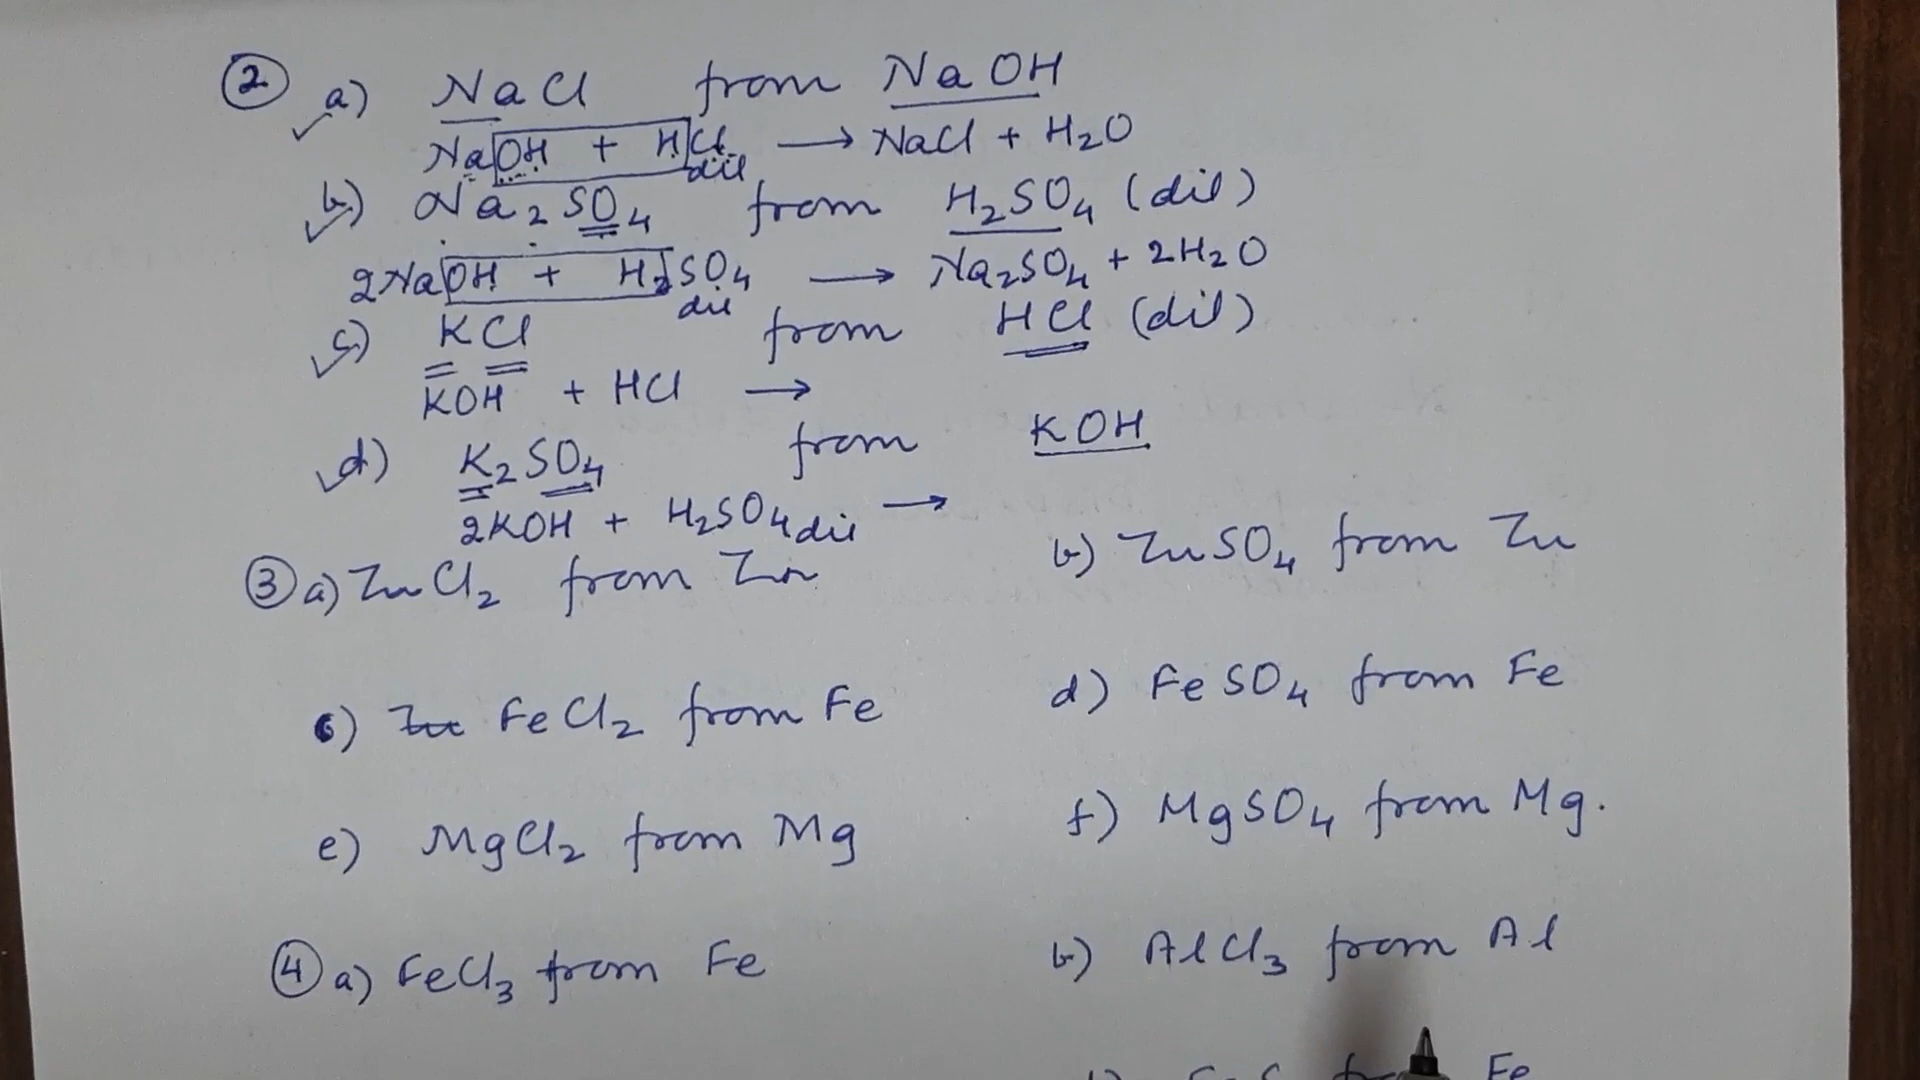 ② a) NaCl from NaOH
NaOH + HCl dil → NaCl + H₂O
b) Na₂SO₄ from H₂SO₄ (dil)
2NaOH + H₂SO₄ dil → Na₂SO₄ + 2H₂O
c) KCl from HCl (dil)
KOH + HCl →
d) K₂SO₄ from KOH
2KOH + H₂SO₄ dil →
③ a) ZnCl₂ from Zn b) ZnSO₄ from Zn
c) FeCl₂ from Fe d) FeSO₄ from Fe
e) MgCl₂ from Mg f) MgSO₄ from Mg.
④ a) FeCl₃ from Fe b) AlCl₃ from Al
Fe